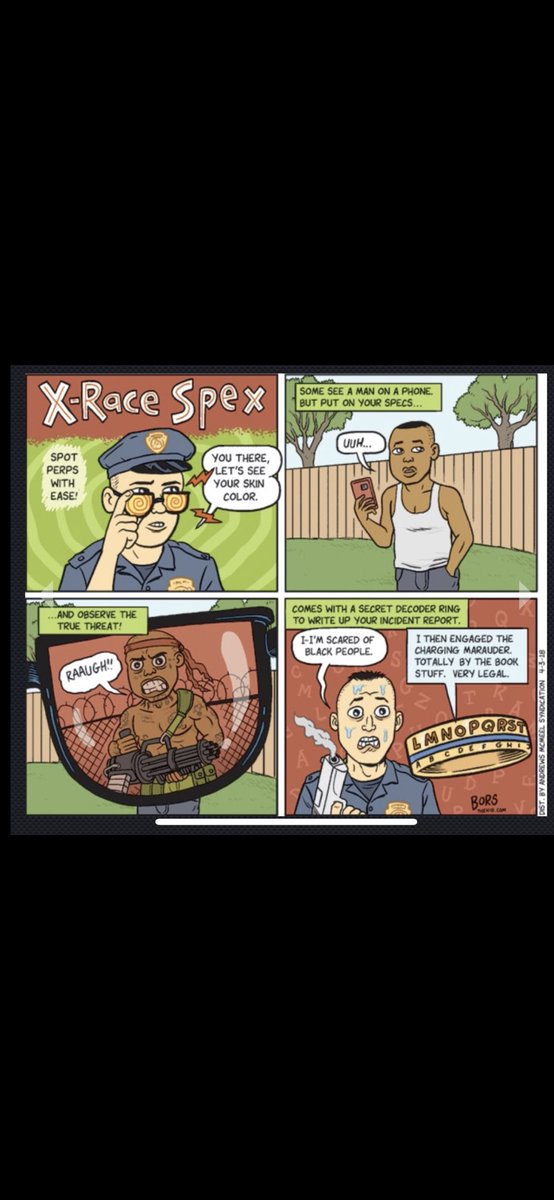 X-Race Spex
SPOT
PERPS
WITH
EASE!
YOU THERE,
LET'S SEE
YOUR SKIN
COLOR.
SOME SEE A MAN ON A PHONE.
BUT PUT ON YOUR SPECS...
UUH...
...AND OBSERVE THE
TRUE THREAT!
RAAUGH!!
COMES WITH A SECRET DECODER RING
TO WRITE UP YOUR INCIDENT REPORT.
I-I'M SCARED OF
BLACK PEOPLE.
I THEN ENGAGED THE
CHARGING MARAUDER.
TOTALLY BY THE BOOK
STUFF. VERY LEGAL.
LMNOPQRST
A B C D E F G H I
BORS
DIST. BY ANDREWS MCMEEL SYNDICATION 4-3-18